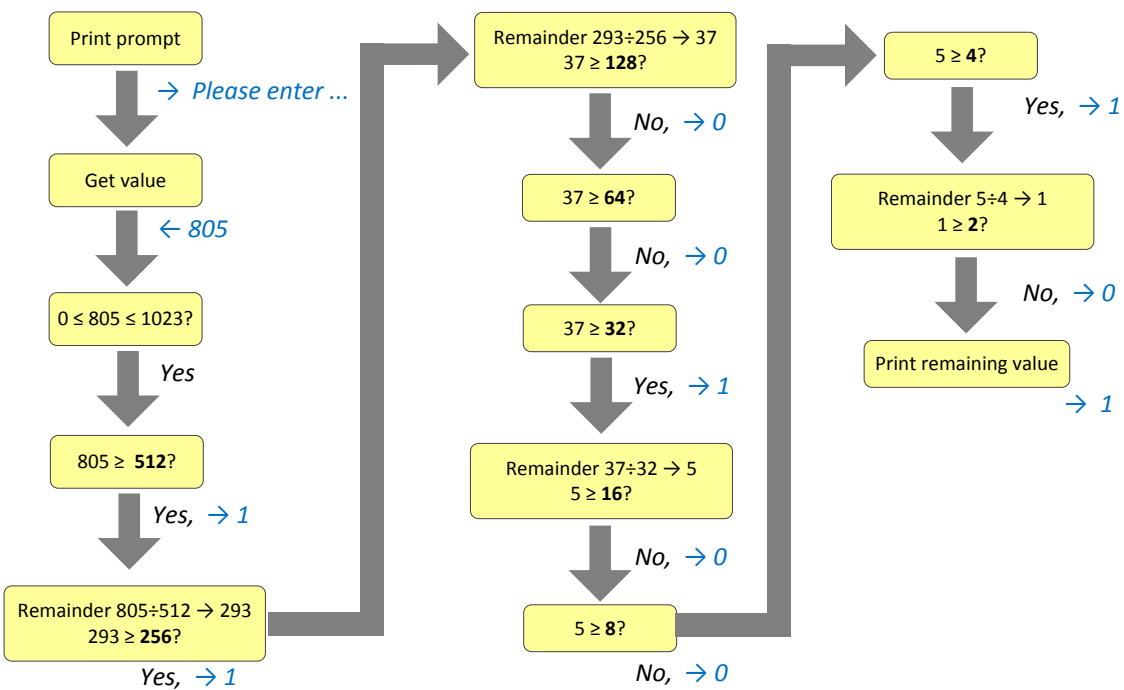 Print prompt
→ Please enter ...
Get value
← 805
0 ≤ 805 ≤ 1023?
Yes
805 ≥ 512?
Yes, → 1
Remainder 805÷512 → 293
293 ≥ 256?
Yes, → 1
Remainder 293÷256 → 37
37 ≥ 128?
No, → 0
37 ≥ 64?
No, → 0
37 ≥ 32?
Yes, → 1
Remainder 37÷32 → 5
5 ≥ 16?
No, → 0
5 ≥ 8?
No, → 0
5 ≥ 4?
Yes, → 1
Remainder 5÷4 → 1
1 ≥ 2?
No, → 0
Print remaining value
→ 1